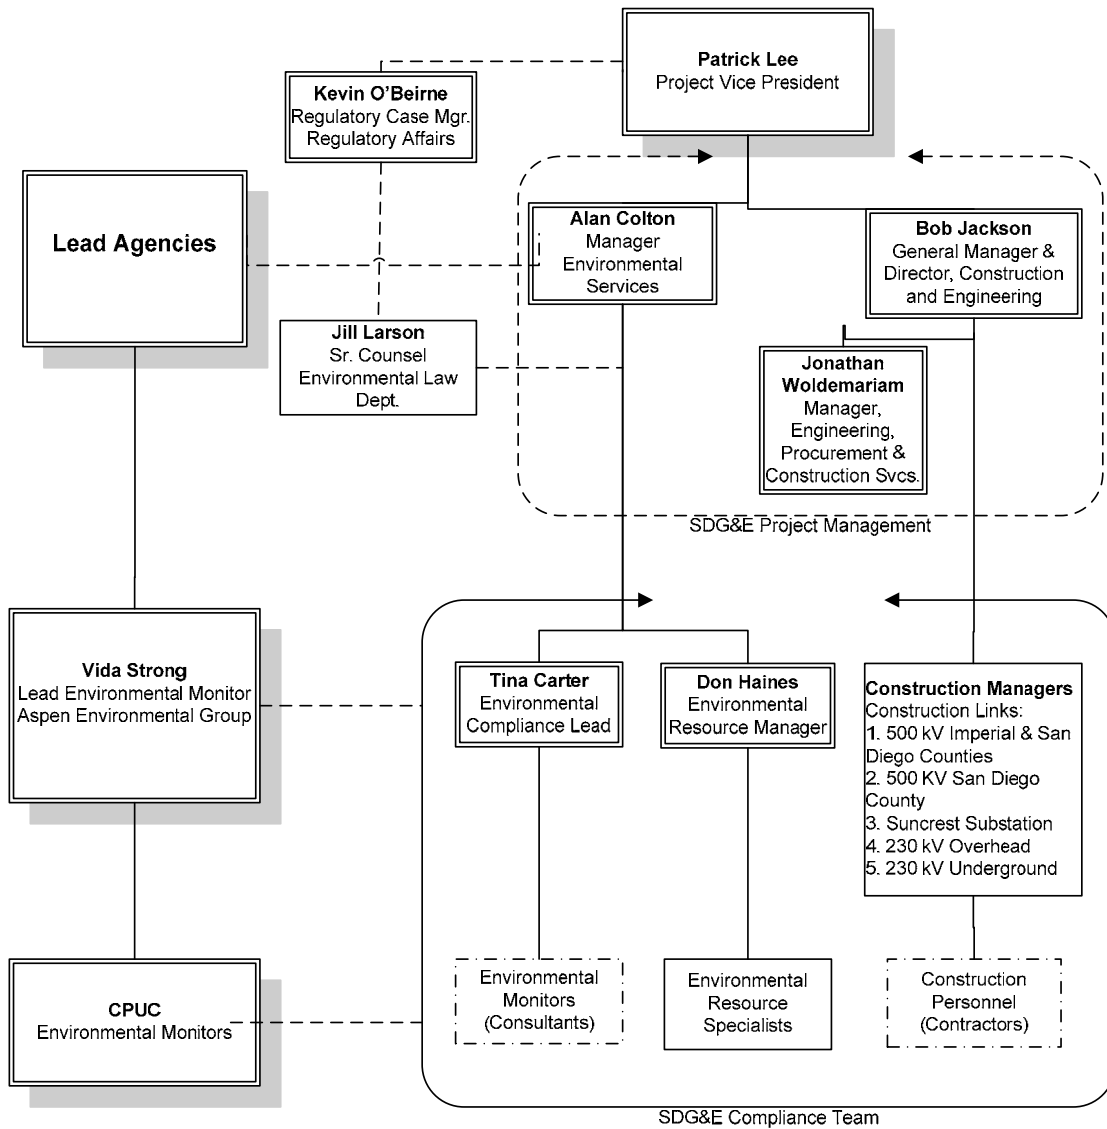 Patrick Lee
Project Vice President
Kevin O'Beirne
Regulatory Case Mgr.
Regulatory Affairs
Lead Agencies
Alan Colton
Manager
Environmental
Services
Bob Jackson
General Manager &
Director, Construction
and Engineering
Jill Larson
Sr. Counsel
Environmental Law
Dept.
Jonathan
Woldemariam
Manager,
Engineering,
Procurement &
Construction Svcs.
SDG&E Project Management
Vida Strong
Lead Environmental Monitor
Aspen Environmental Group
Tina Carter
Environmental
Compliance Lead
Don Haines
Environmental
Resource Manager
Construction Managers
Construction Links:
1. 500 kV Imperial & San
Diego Counties
2. 500 KV San Diego
County
3. Suncrest Substation
4. 230 kV Overhead
5. 230 kV Underground
CPUC
Environmental Monitors
Environmental
Monitors
(Consultants)
Environmental
Resource
Specialists
Construction
Personnel
(Contractors)
SDG&E Compliance Team